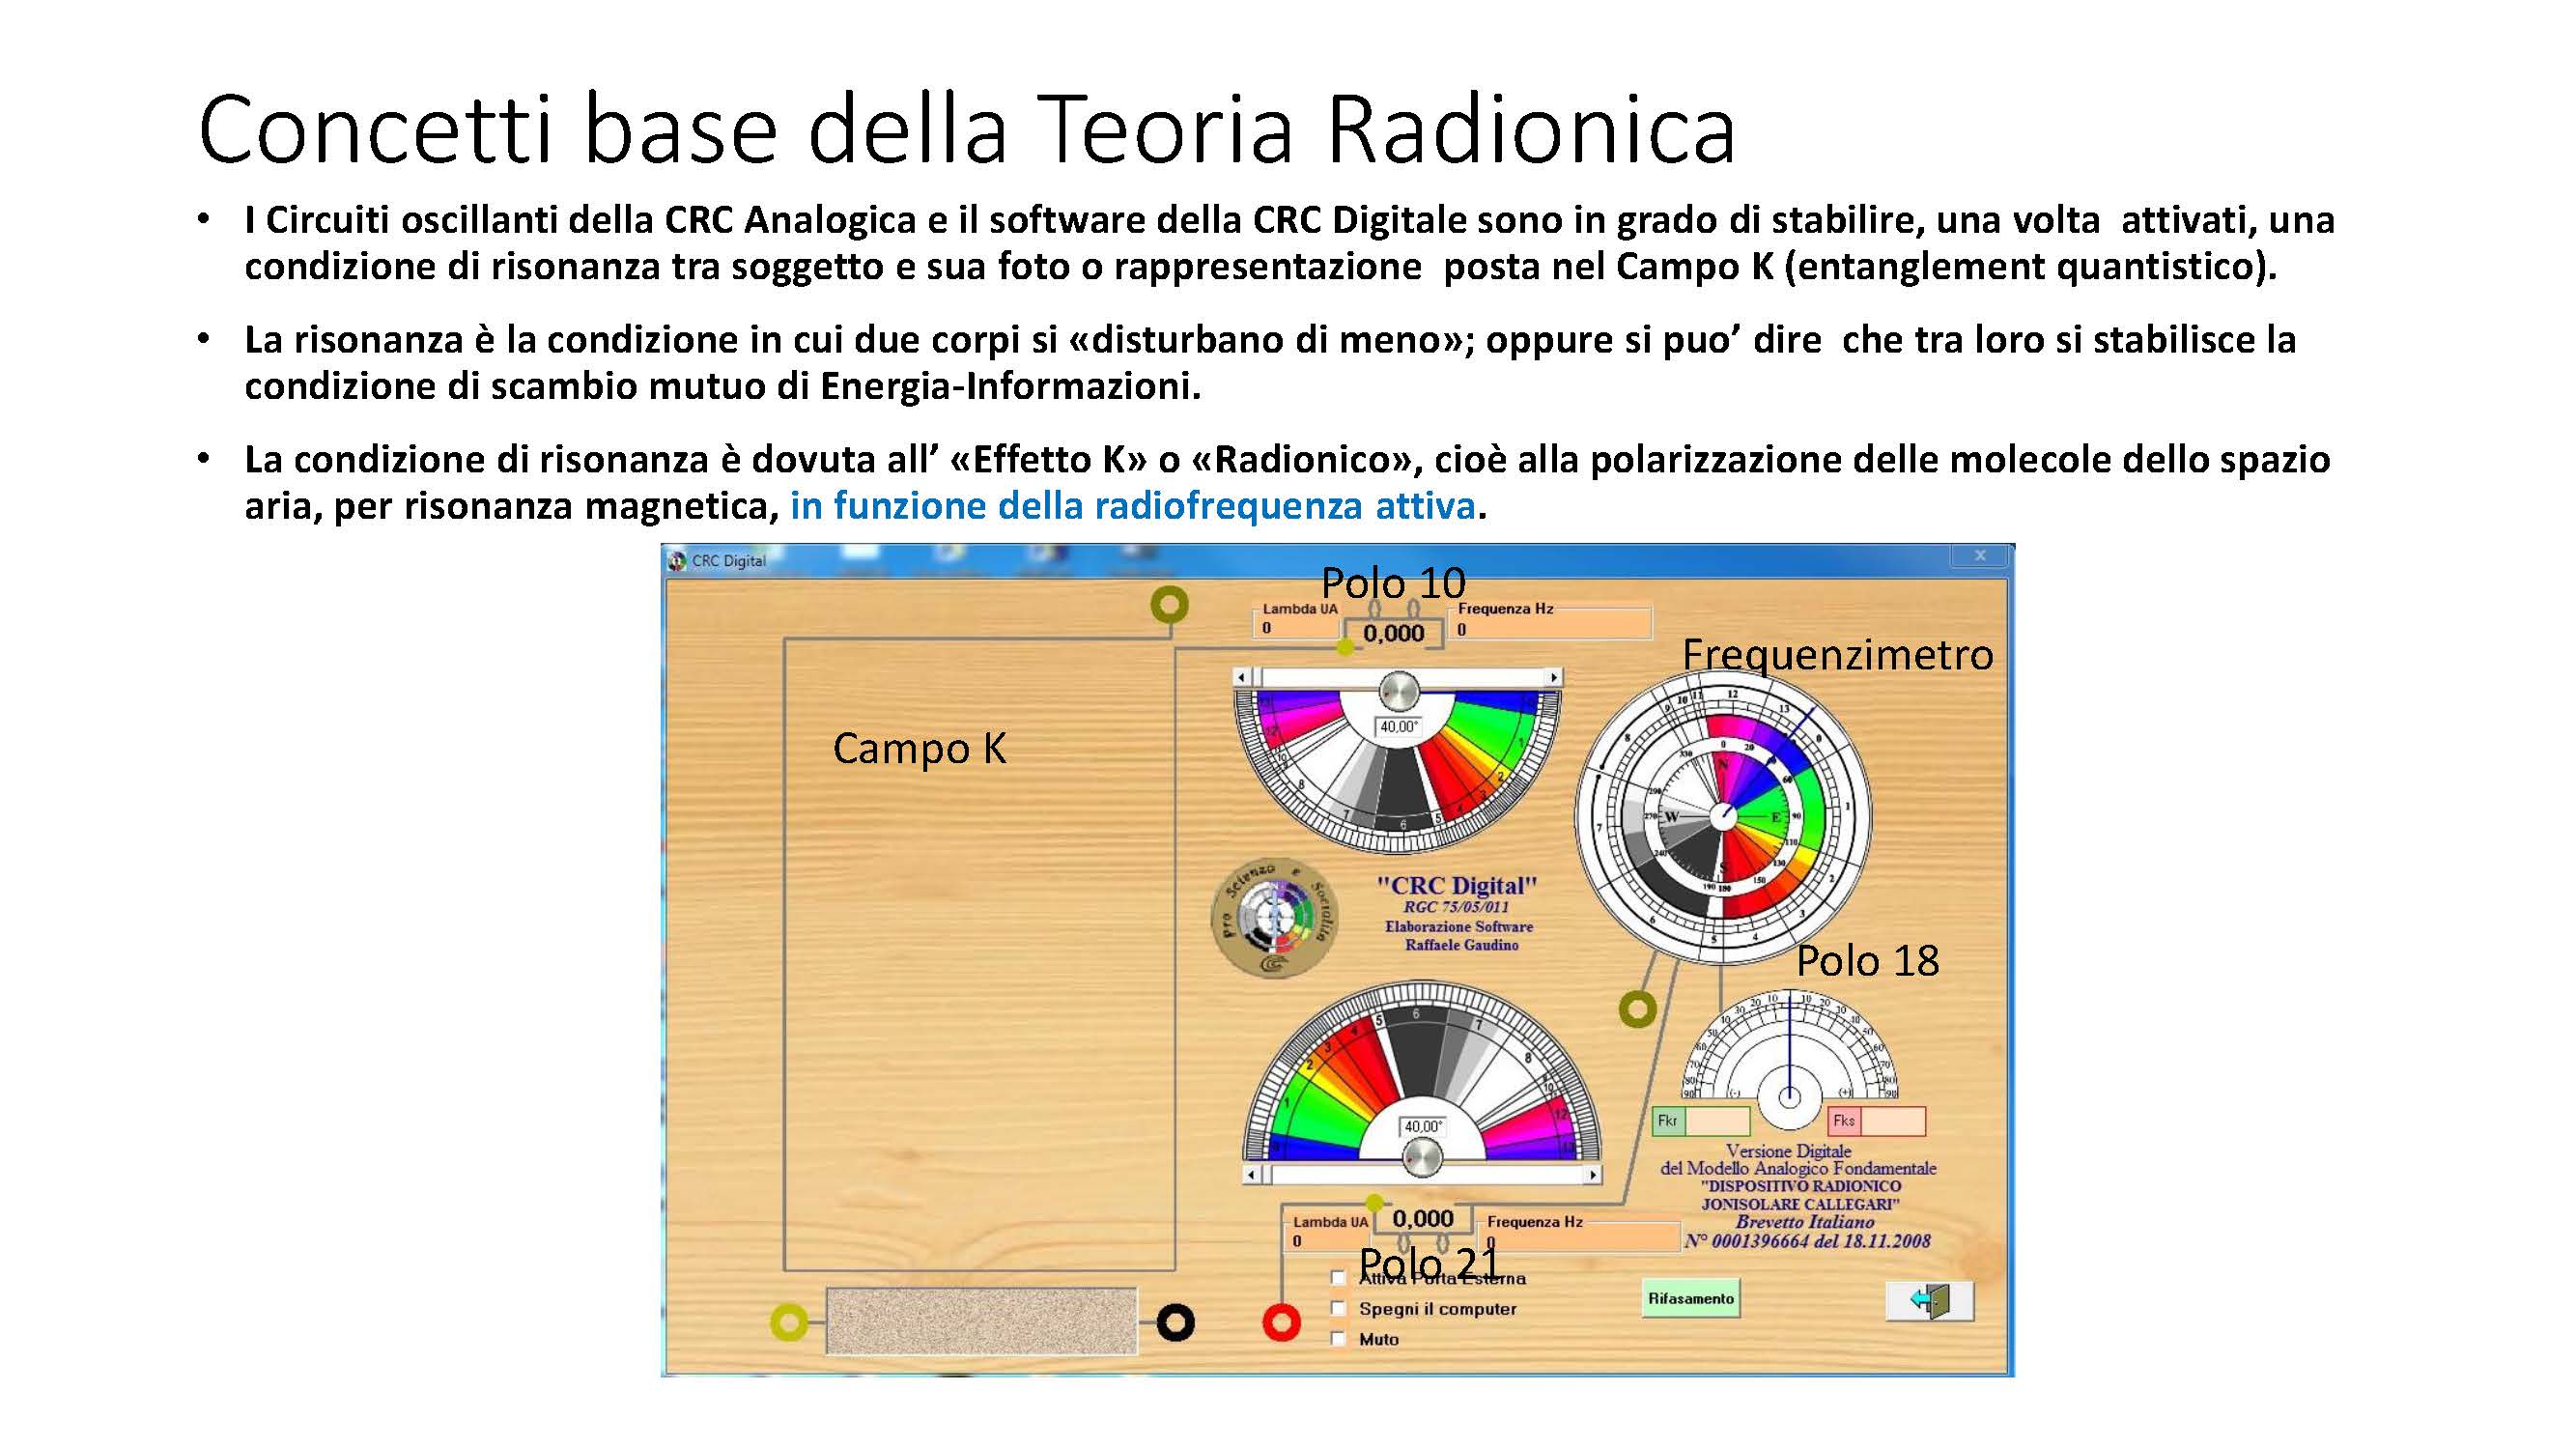 Concetti base della Teoria Radionica
• I Circuiti oscillanti della CRC Analogica e il software della CRC Digitale sono in grado di stabilire, una volta  attivati, una
condizione di risonanza tra soggetto e sua foto o rappresentazione  posta nel Campo K (entanglement quantistico).
• La risonanza è la condizione in cui due corpi si «disturbano di meno»; oppure si puo’ dire  che tra loro si stabilisce la
condizione di scambio mutuo di Energia-Informazioni.
• La condizione di risonanza è dovuta all’ «Effetto K» o «Radionico», cioè alla polarizzazione delle molecole dello spazio
aria, per risonanza magnetica, in funzione della radiofrequenza attiva.
CRC Digital
Polo 10
Lambda UA
0
0,000
Frequenza Hz
0
Frequenzimetro
Campo K
40,00°
Pro Scienza e Socialità
"CRC Digital"
RGC 75/05/011
Elaborazione Software
Raffaele Gaudino
N
E
S
W
Polo 18
40,00°
Fkr
Fks
(-)
(+)
Versione Digitale
del Modello Analogico Fondamentale
"DISPOSITIVO RADIONICO
JONISOLARE CALLEGARI"
Brevetto Italiano
N° 0001396664 del 18.11.2008
Lambda UA
0
0,000
Frequenza Hz
0
Polo 21
Attiva Porta Esterna
Spegni il computer
Muto
Rifasamento